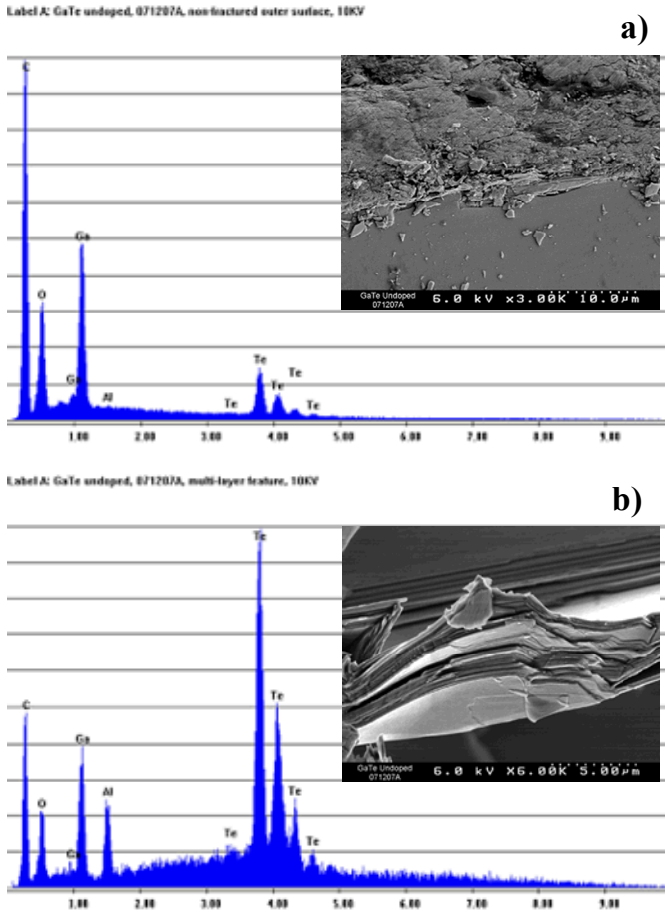 Label A: GaTe undoped, 071207A, non-fractured outer surface, 10KV
a)
C
O
Ga
Ga
Al
Te
Te
Te
Te
Te
GaTe Undoped
071207A
6.0 kV x3.00K 10.0µm
1.00 2.00 3.00 4.00 5.00 6.00 7.00 8.00 9.00
Label A: GaTe undoped, 071207A, multi-layer feature, 10KV
b)
Te
C
Te
Ga
Al
Te
O
Te
Te
Ga
GaTe Undoped
071207A
6.0 kV X6.00K 5.00µm
1.00 2.00 3.00 4.00 5.00 6.00 7.00 8.00 9.00